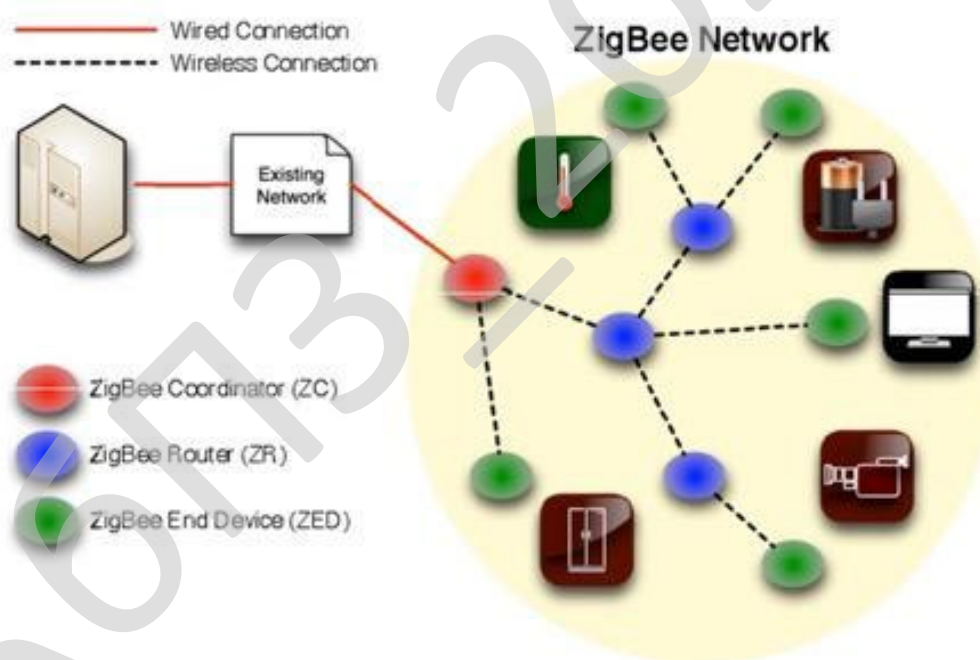 Wired Connection
Wireless Connection
ZigBee Network
Existing
Network
ZigBee Coordinator (ZC)
ZigBee Router (ZR)
ZigBee End Device (ZED)